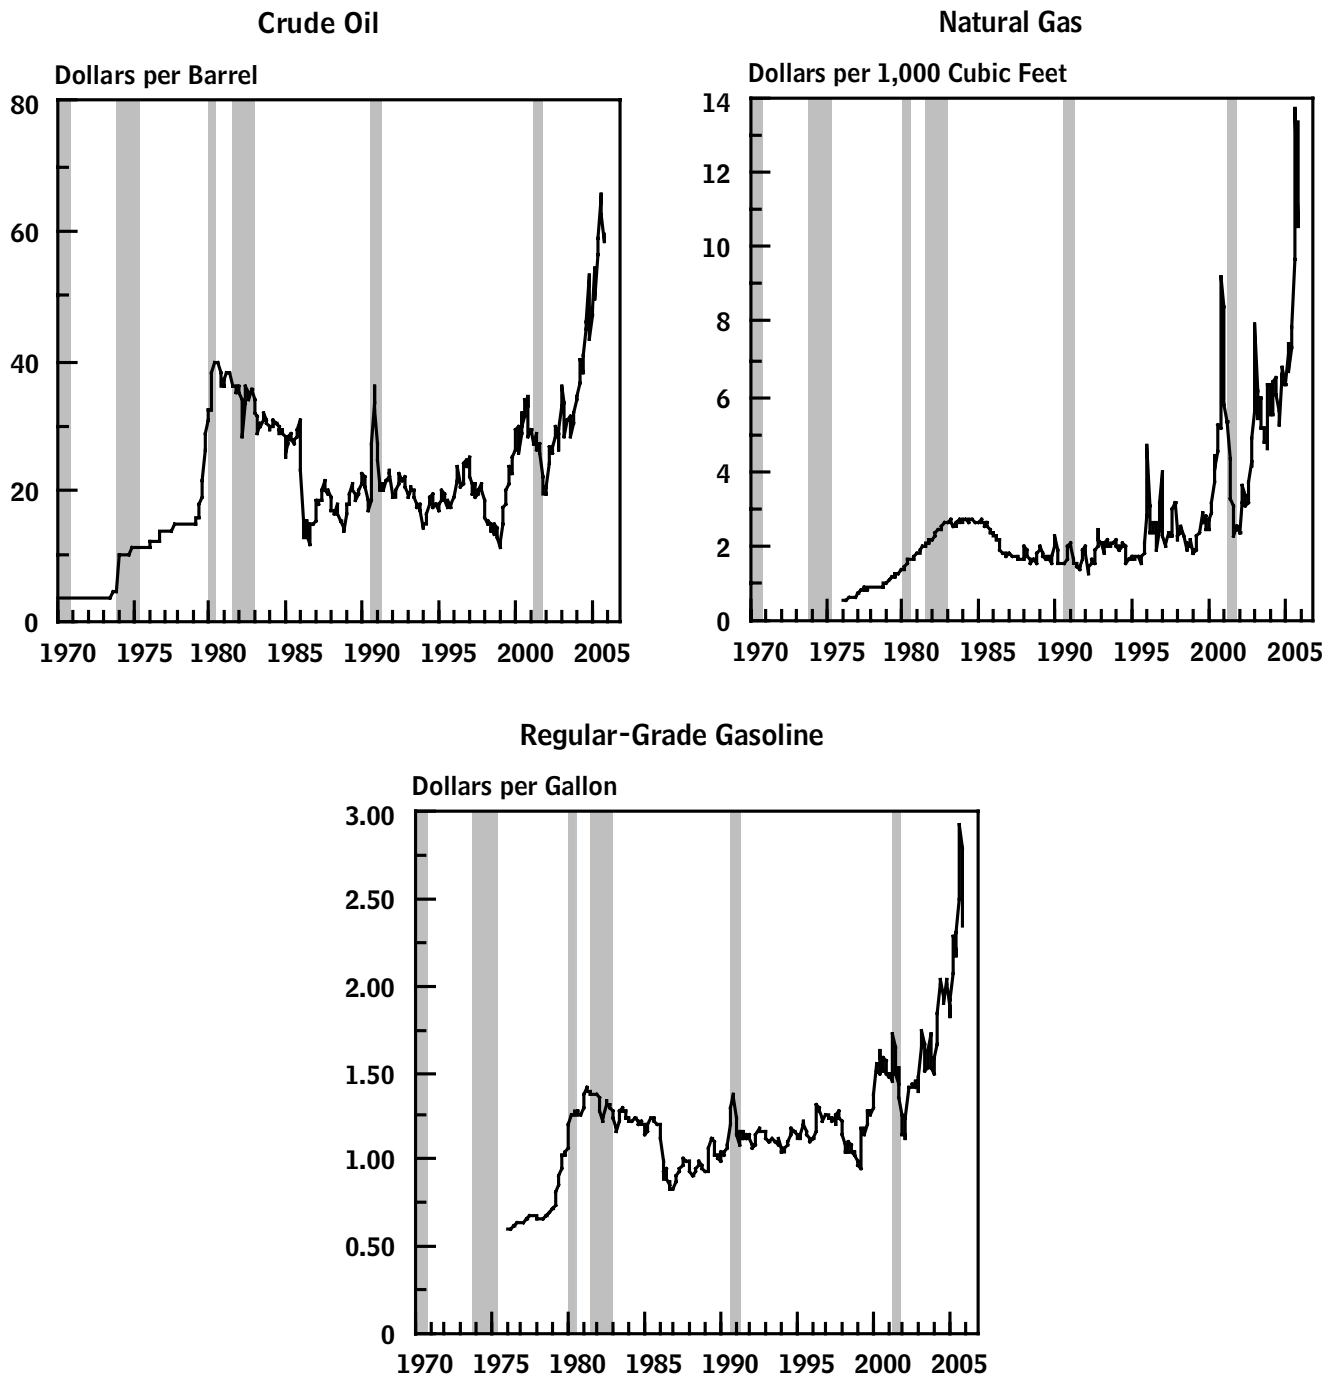 Crude Oil
Dollars per Barrel
80
60
40
20
0
1970 1975 1980 1985 1990 1995 2000 2005
Natural Gas
Dollars per 1,000 Cubic Feet
14
12
10
8
6
4
2
0
1970 1975 1980 1985 1990 1995 2000 2005
Regular-Grade Gasoline
Dollars per Gallon
3.00
2.50
2.00
1.50
1.00
0.50
0
1970 1975 1980 1985 1990 1995 2000 2005